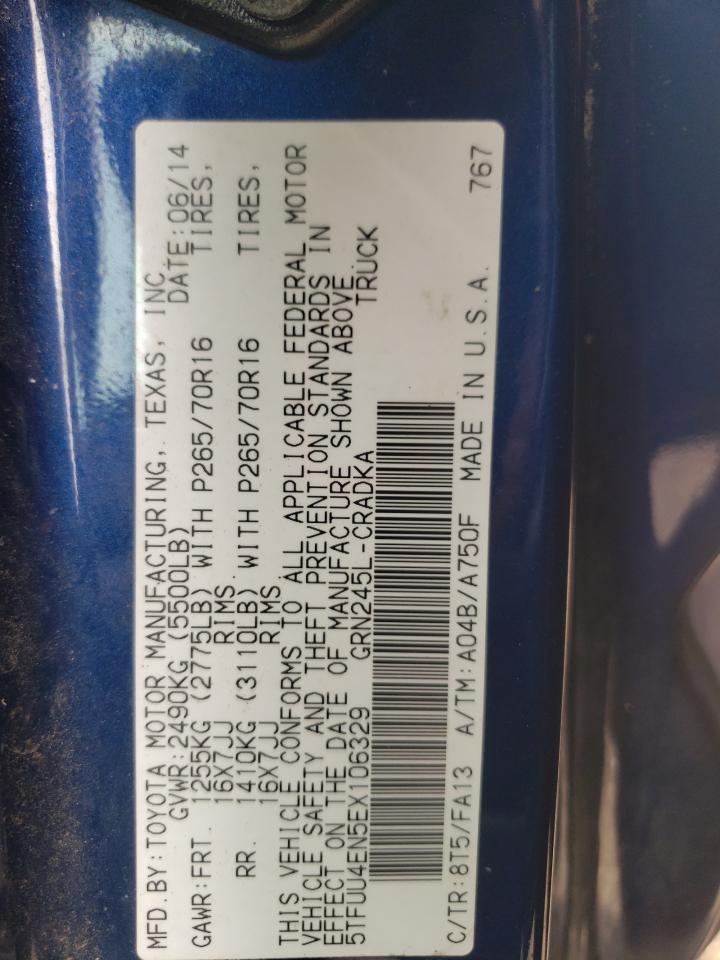 MFD.BY:TOYOTA MOTOR MANUFACTURING, TEXAS, INC.
GVWR:2490KG (5500LB) DATE:06/14
GAWR:FRT. 1255KG (2775LB) WITH P265/70R16 TIRES,
16X7JJ RIMS.
RR. 1410KG (3110LB) WITH P265/70R16 TIRES,
16X7JJ RIMS
THIS VEHICLE CONFORMS TO ALL APPLICABLE FEDERAL MOTOR
VEHICLE SAFETY AND THEFT PREVENTION STANDARDS IN
EFFECT ON THE DATE OF MANUFACTURE SHOWN ABOVE.
5TFUU4EN5EX106329 GRN245L-CRADKA TRUCK
C/TR:8T5/FA13 A/TM:A04B/A750F MADE IN U.S.A. 767